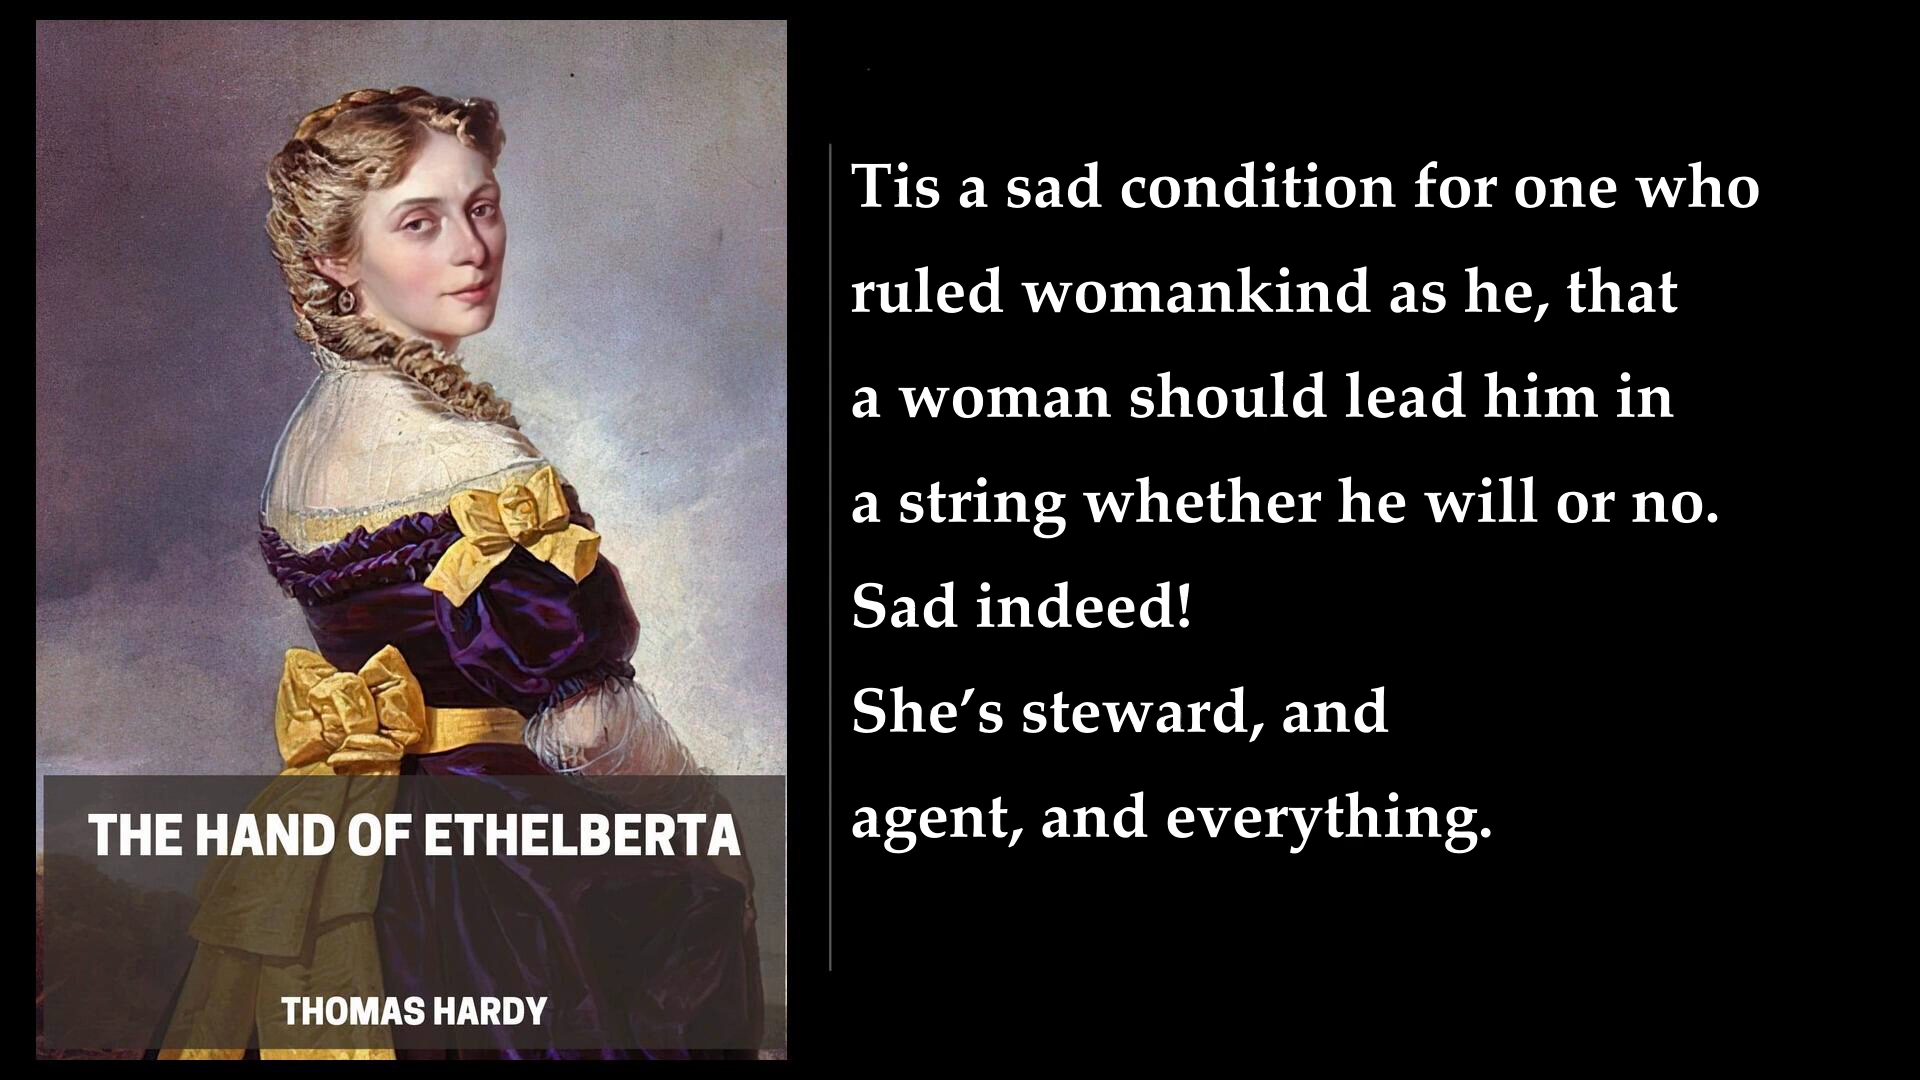 THE HAND OF ETHELBERTA
THOMAS HARDY
Tis a sad condition for one who
ruled womankind as he, that
a woman should lead him in
a string whether he will or no.
Sad indeed!
She’s steward, and
agent, and everything.